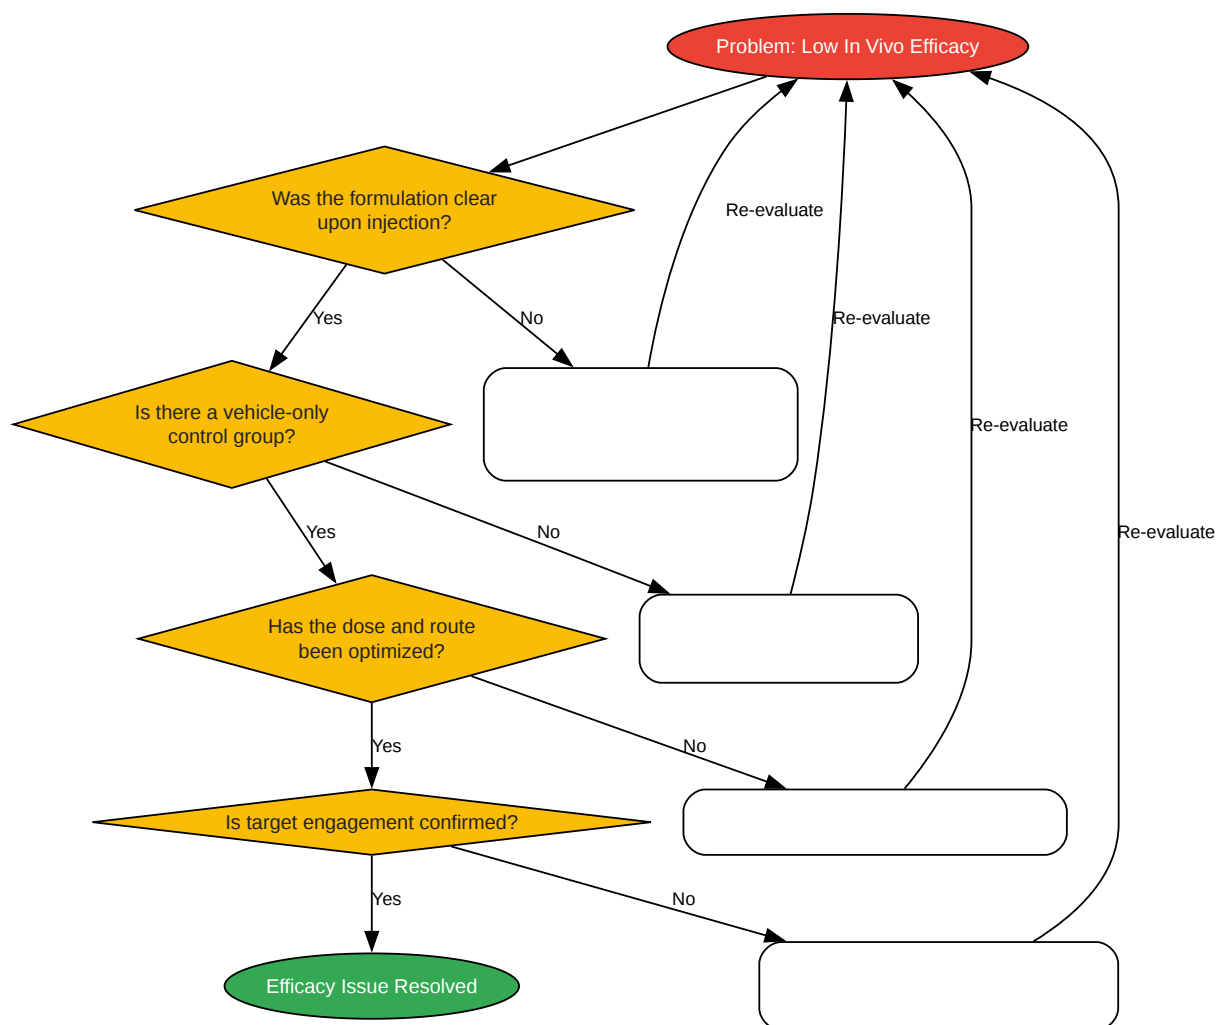 Problem: Low In Vivo Efficacy
Was the formulation clear
upon injection?
Re-evaluate
Yes
No
Re-evaluate
Is there a vehicle-only
control group?
Re-evaluate
Yes
No
Re-evaluate
Has the dose and route
been optimized?
Yes
No
Is target engagement confirmed?
Yes
No
Efficacy Issue Resolved